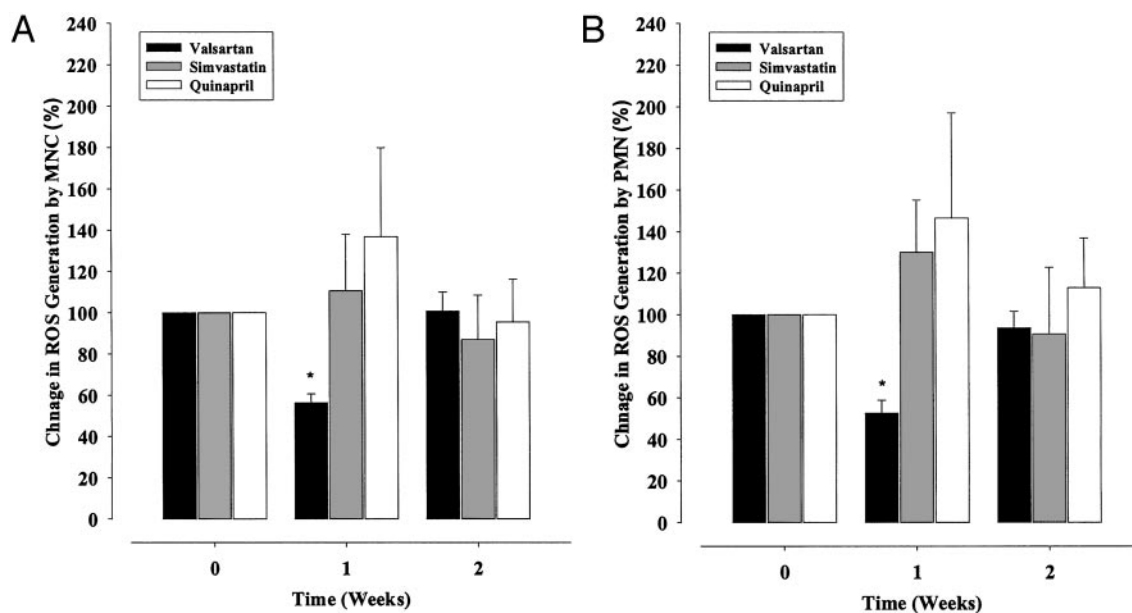 A
Chnage in ROS Generation by MNC (%)
240
220
200
180
160
140
120
100
80
60
40
20
0
Valsartan
Simvastatin
Quinapril
*
0 1 2
Time (Weeks)
B
Chnage in ROS Generation by PMN (%)
240
220
200
180
160
140
120
100
80
60
40
20
0
Valsartan
Simvastatin
Quinapril
*
0 1 2
Time (Weeks)